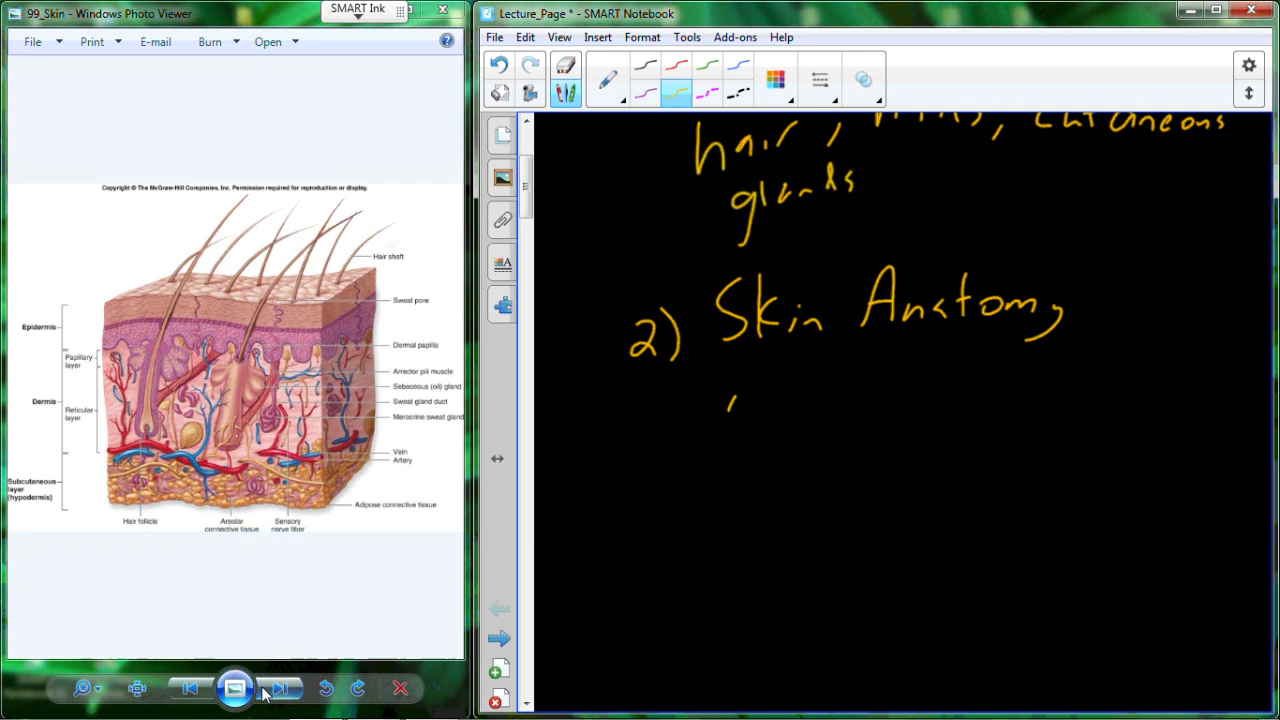 99_Skin - Windows Photo Viewer
SMART Ink
File Print E-mail Burn Open
Copyright © The McGraw-Hill Companies, Inc. Permission required for reproduction or display.
Hair shaft
Sweat pore
Epidermis
Dermal papilla
Papillary
layer
Arrector pili muscle
Sebaceous (oil) gland
Dermis
Sweat gland duct
Reticular
layer
Merocrine sweat gland
Vein
Artery
Subcutaneous
layer
(hypodermis)
Adipose connective tissue
Hair follicle
Areolar
connective tissue
Sensory
nerve fiber
Lecture_Page * - SMART Notebook
File Edit View Insert Format Tools Add-ons Help
hair, nails, cutaneous
glands
2) Skin Anatomy